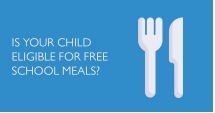 IS YOUR CHILD
ELIGIBLE FOR FREE
SCHOOL MEALS?